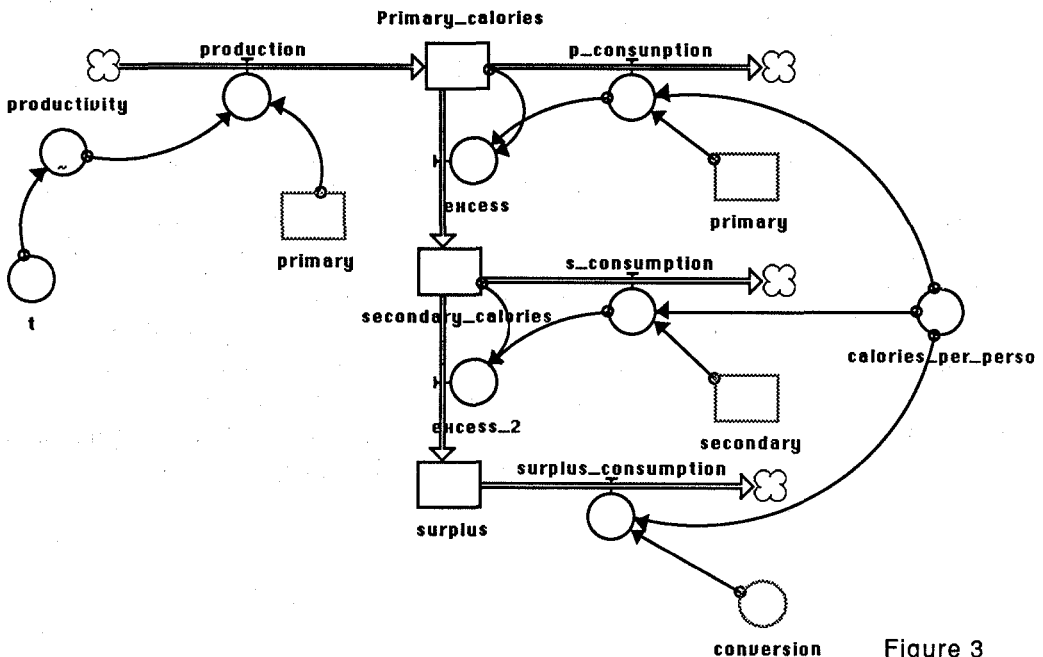 Primary_calories
production
p_consunption
productivity
~
excess
primary
primary
t
s_consumption
secondary_calories
calories_per_perso
excess_2
secondary
surplus_consumption
surplus
conversion
Figure 3